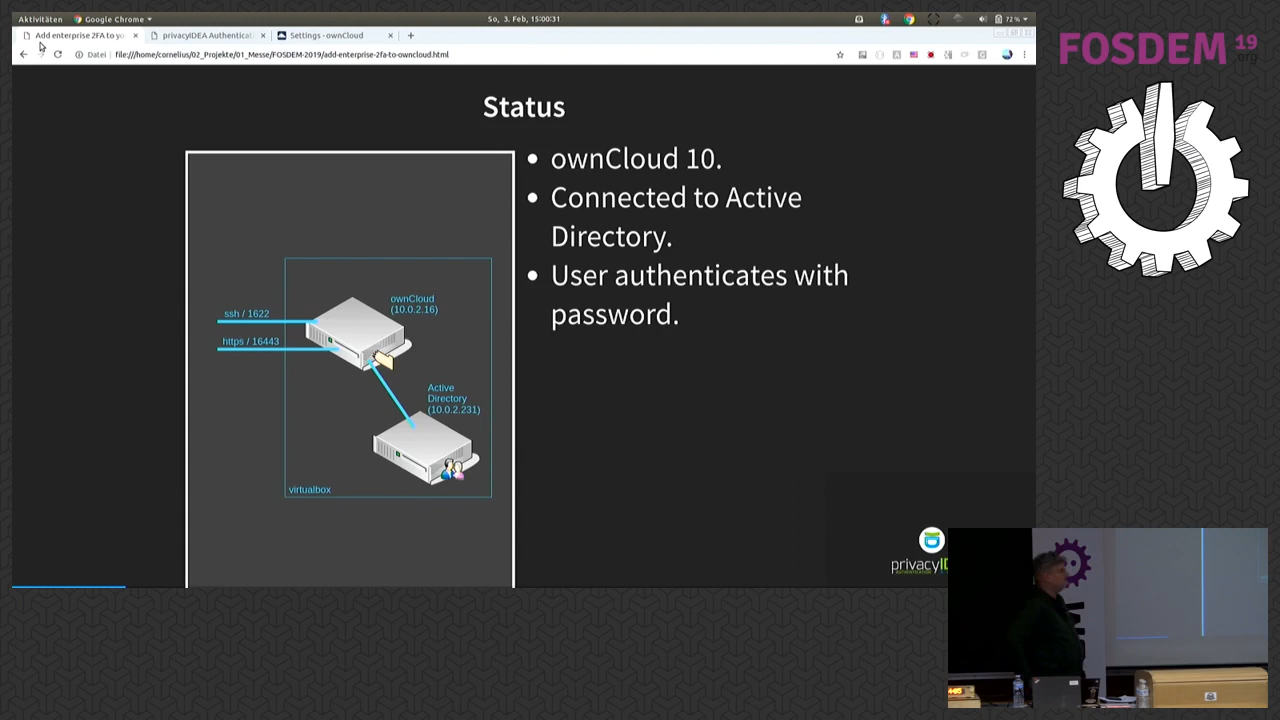 Aktivitäten
Google Chrome
So, 3. Feb, 15:00:31
72 %
Add enterprise 2FA to yo
privacyIDEA Authenticat
Settings - ownCloud
Datei
file:///home/cornelius/02_Projekte/01_Messe/FOSDEM-2019/add-enterprise-2fa-to-owncloud.html
FOSDEM 19
.org
Status
ownCloud 10.
Connected to Active
Directory.
User authenticates with
password.
ssh / 1622
https / 16443
ownCloud
(10.0.2.16)
Active
Directory
(10.0.2.231)
virtualbox
privacyID